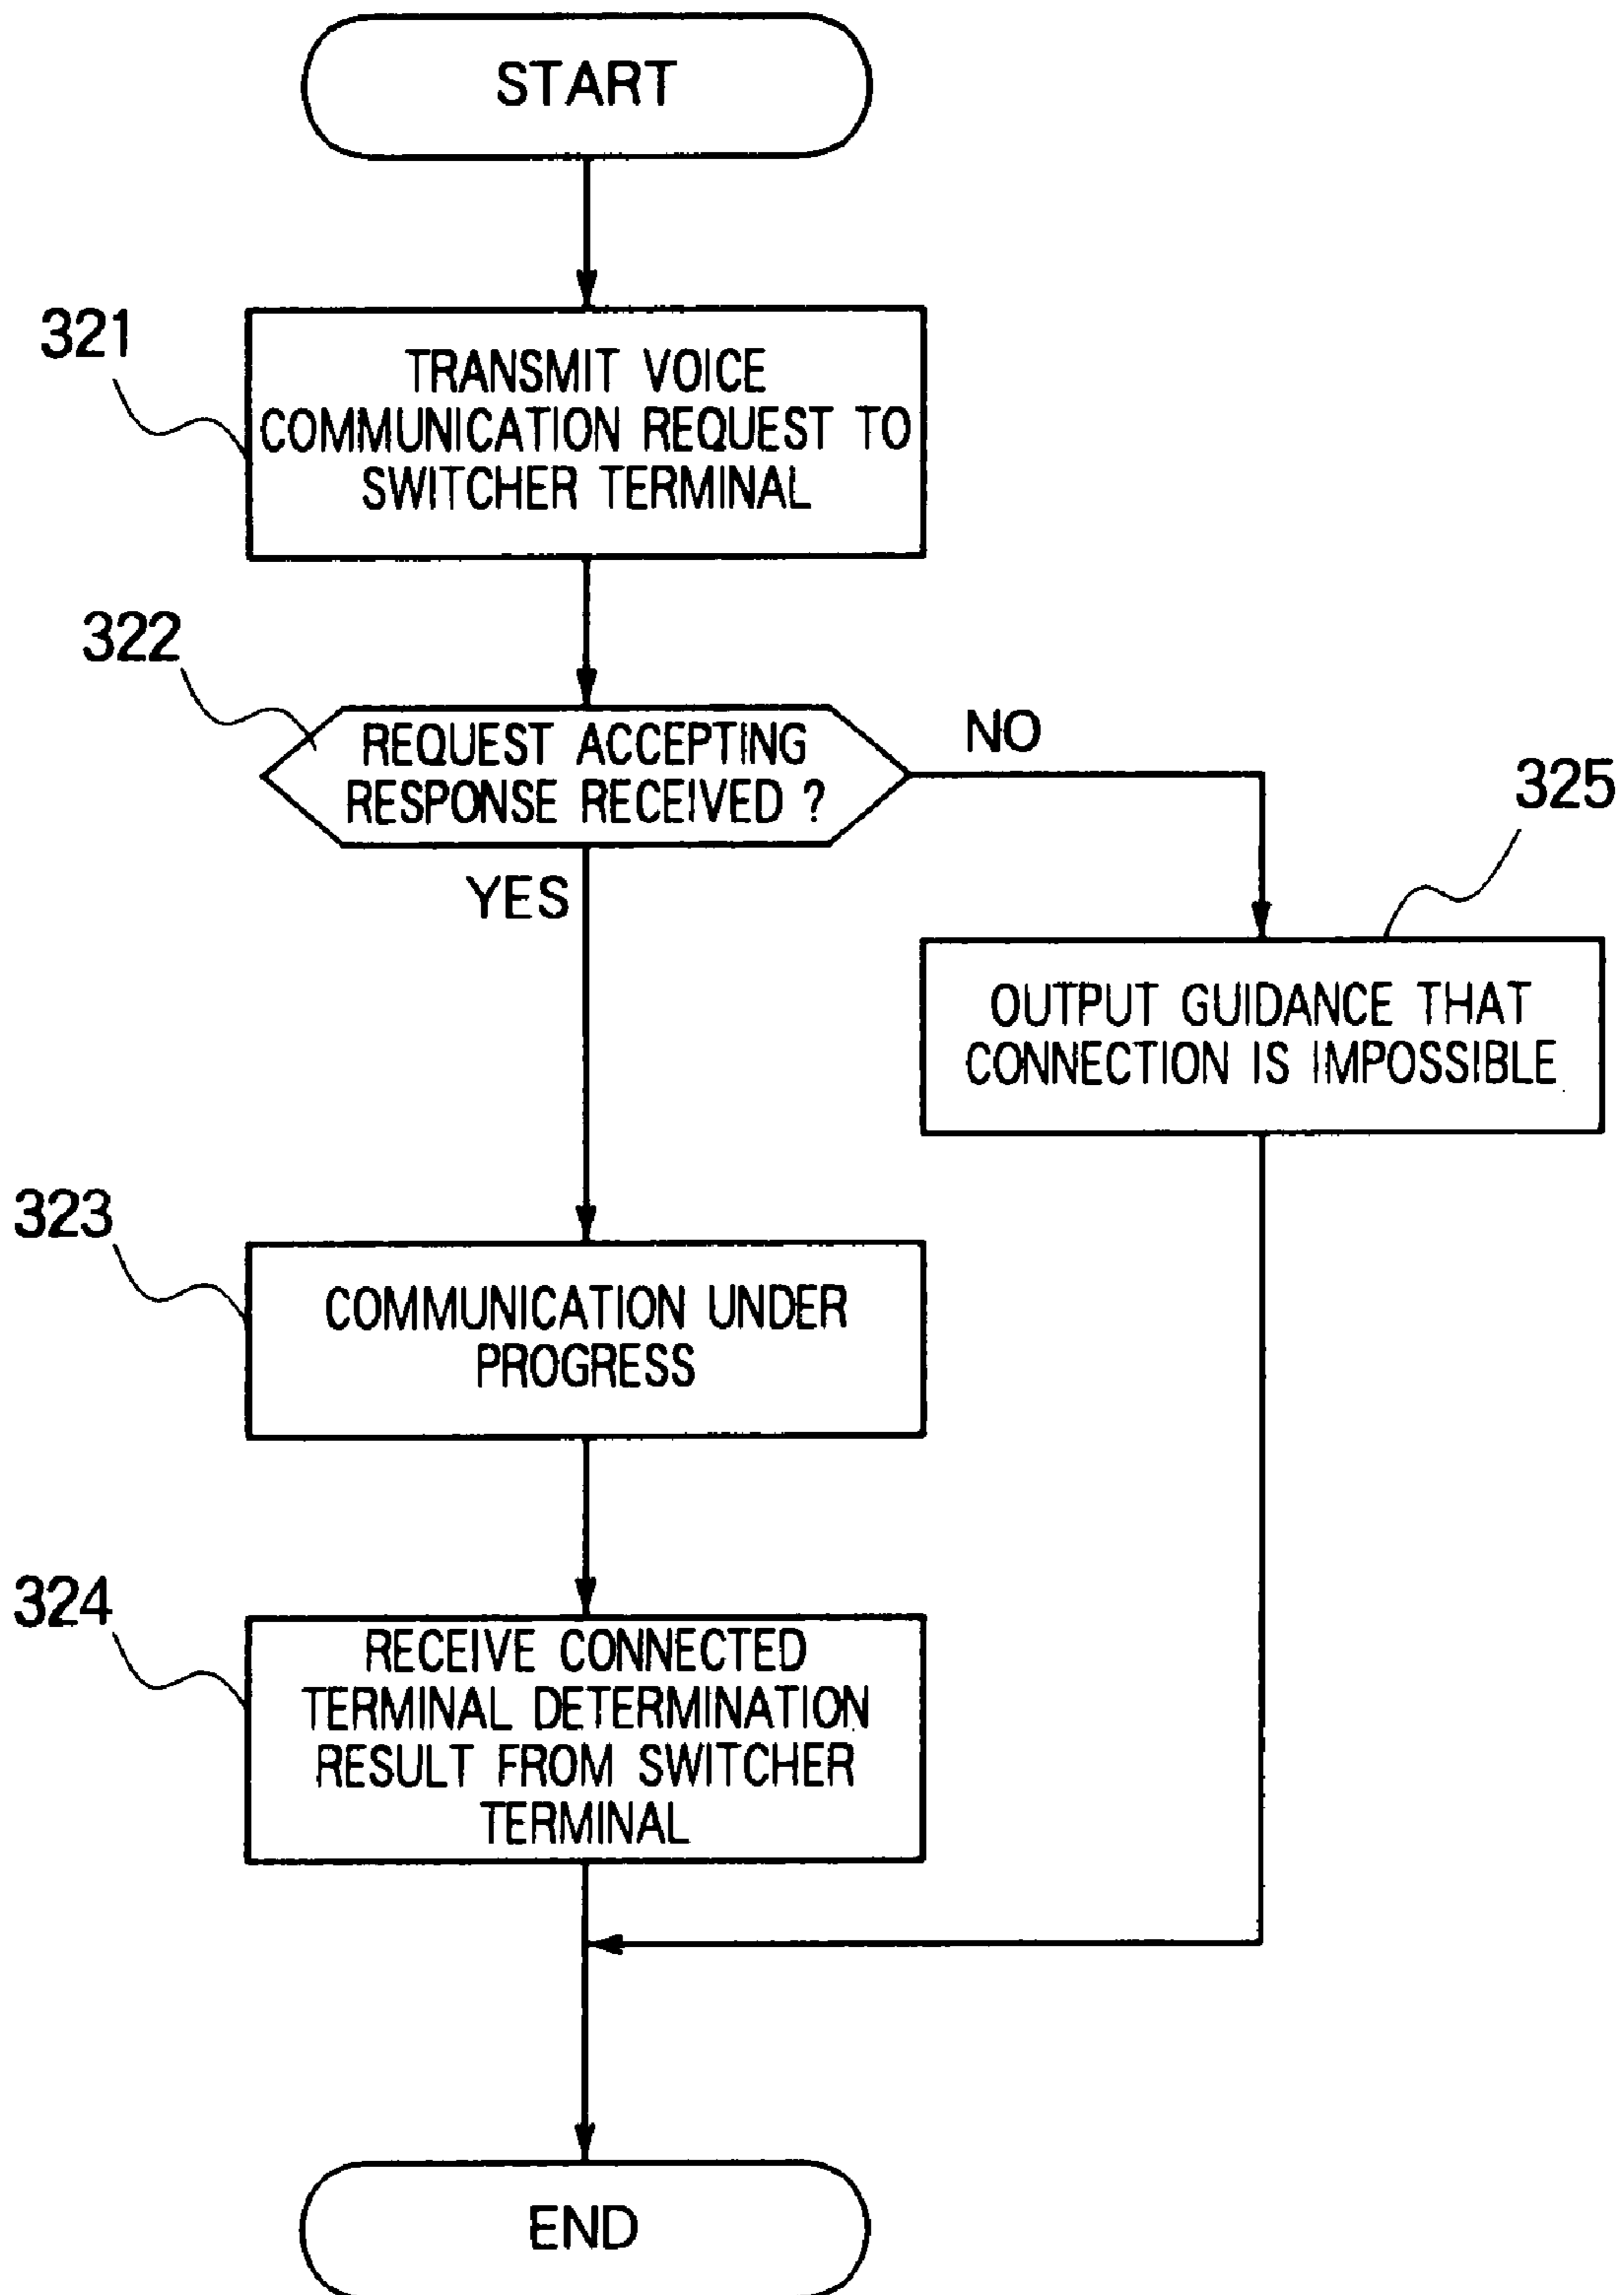 START
321
TRANSMIT VOICE
COMMUNICATION REQUEST TO
SWITCHER TERMINAL
322
REQUEST ACCEPTING
RESPONSE RECEIVED ?
NO
YES
325
OUTPUT GUIDANCE THAT
CONNECTION IS IMPOSSIBLE
323
COMMUNICATION UNDER
PROGRESS
324
RECEIVE CONNECTED
TERMINAL DETERMINATION
RESULT FROM SWITCHER
TERMINAL
END